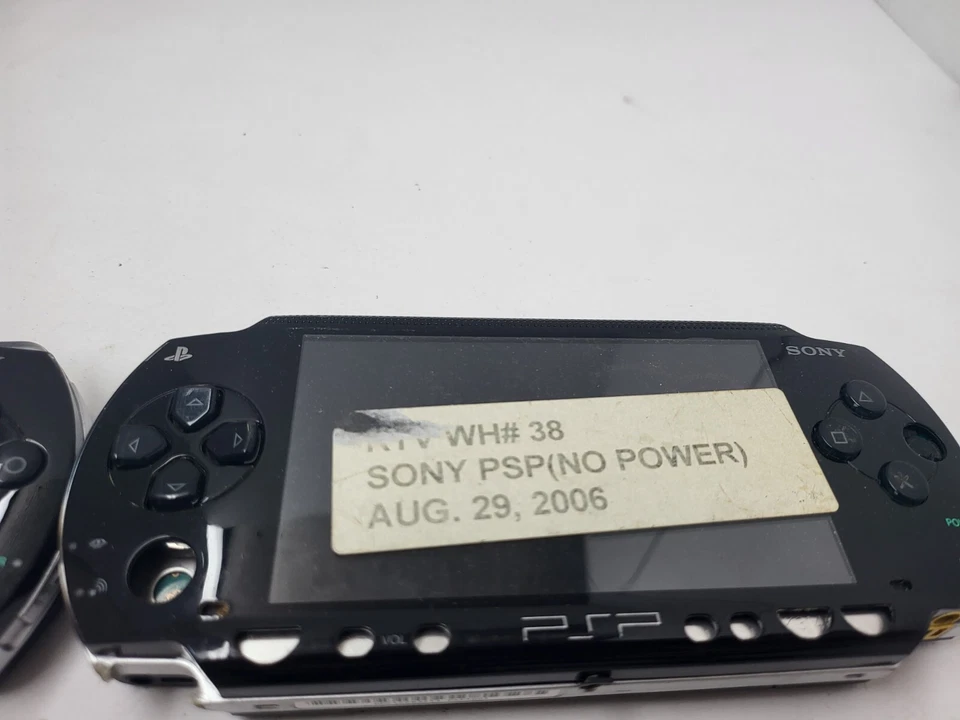 SONY
WH# 38
SONY PSP(NO POWER)
AUG. 29, 2006
VOL
PSP